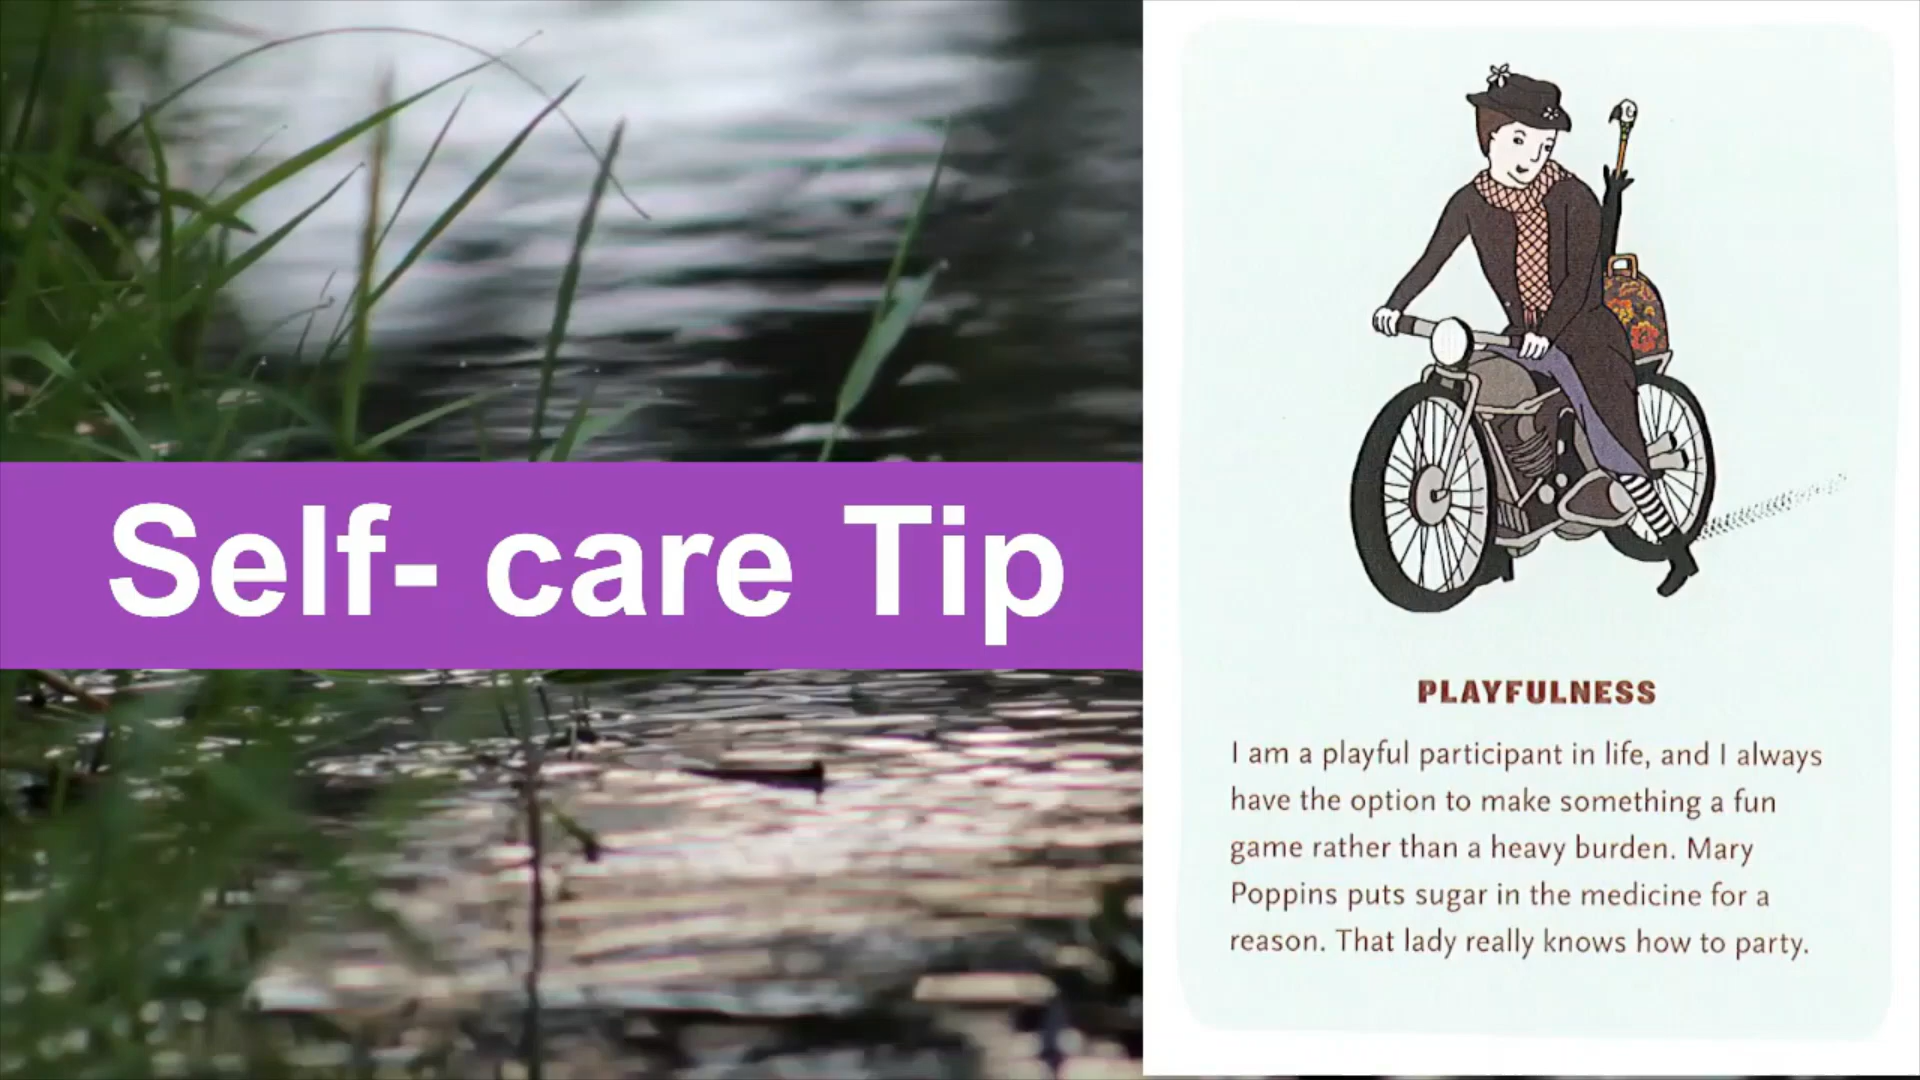 Self- care Tip
PLAYFULNESS
I am a playful participant in life, and I always
have the option to make something a fun
game rather than a heavy burden. Mary
Poppins puts sugar in the medicine for a
reason. That lady really knows how to party.